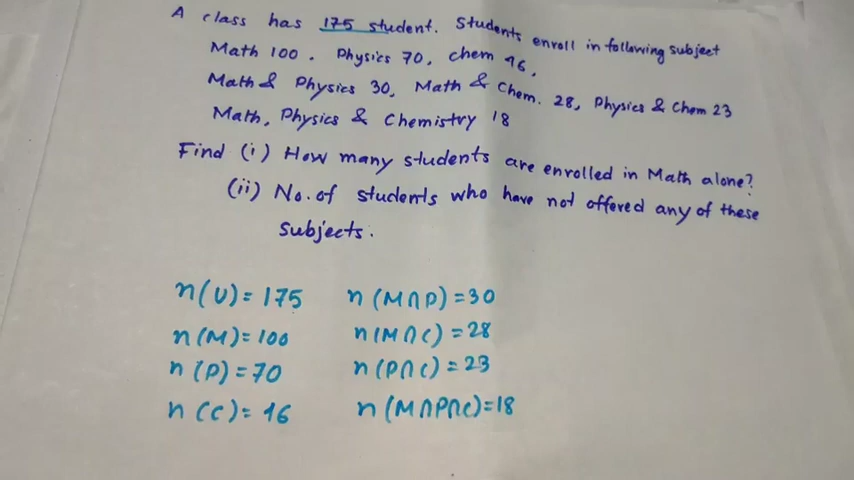 A class has 175 student. Students enroll in following subject
Math 100. Physics 70, chem 46,
Math & Physics 30, Math & Chem. 28, Physics & Chem 23
Math, Physics & Chemistry 18
Find (i) How many students are enrolled in Math alone?
(ii) No. of students who have not offered any of these
subjects.
n(U) = 175 n(M∩P) = 30
n(M) = 100 n(M∩C) = 28
n(P) = 70 n(P∩C) = 23
n(C) = 46 n(M∩P∩C) = 18